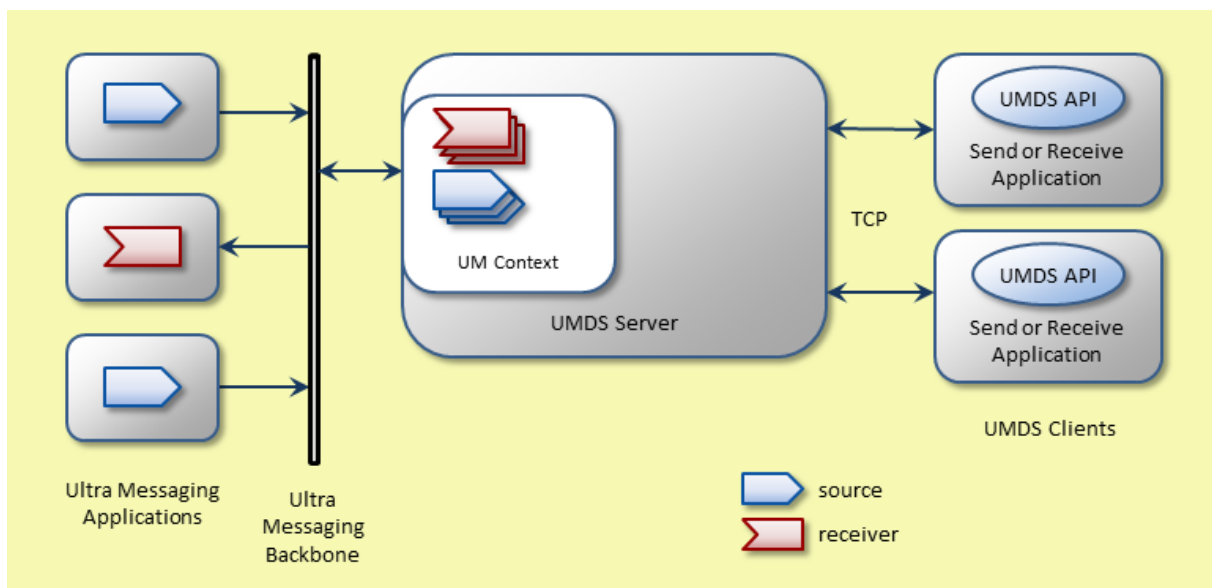 UMDS API
Send or Receive
Application
UM Context
TCP
UMDS Server
UMDS API
Send or Receive
Application
UMDS Clients
Ultra Messaging
Applications
Ultra
Messaging
Backbone
source
receiver